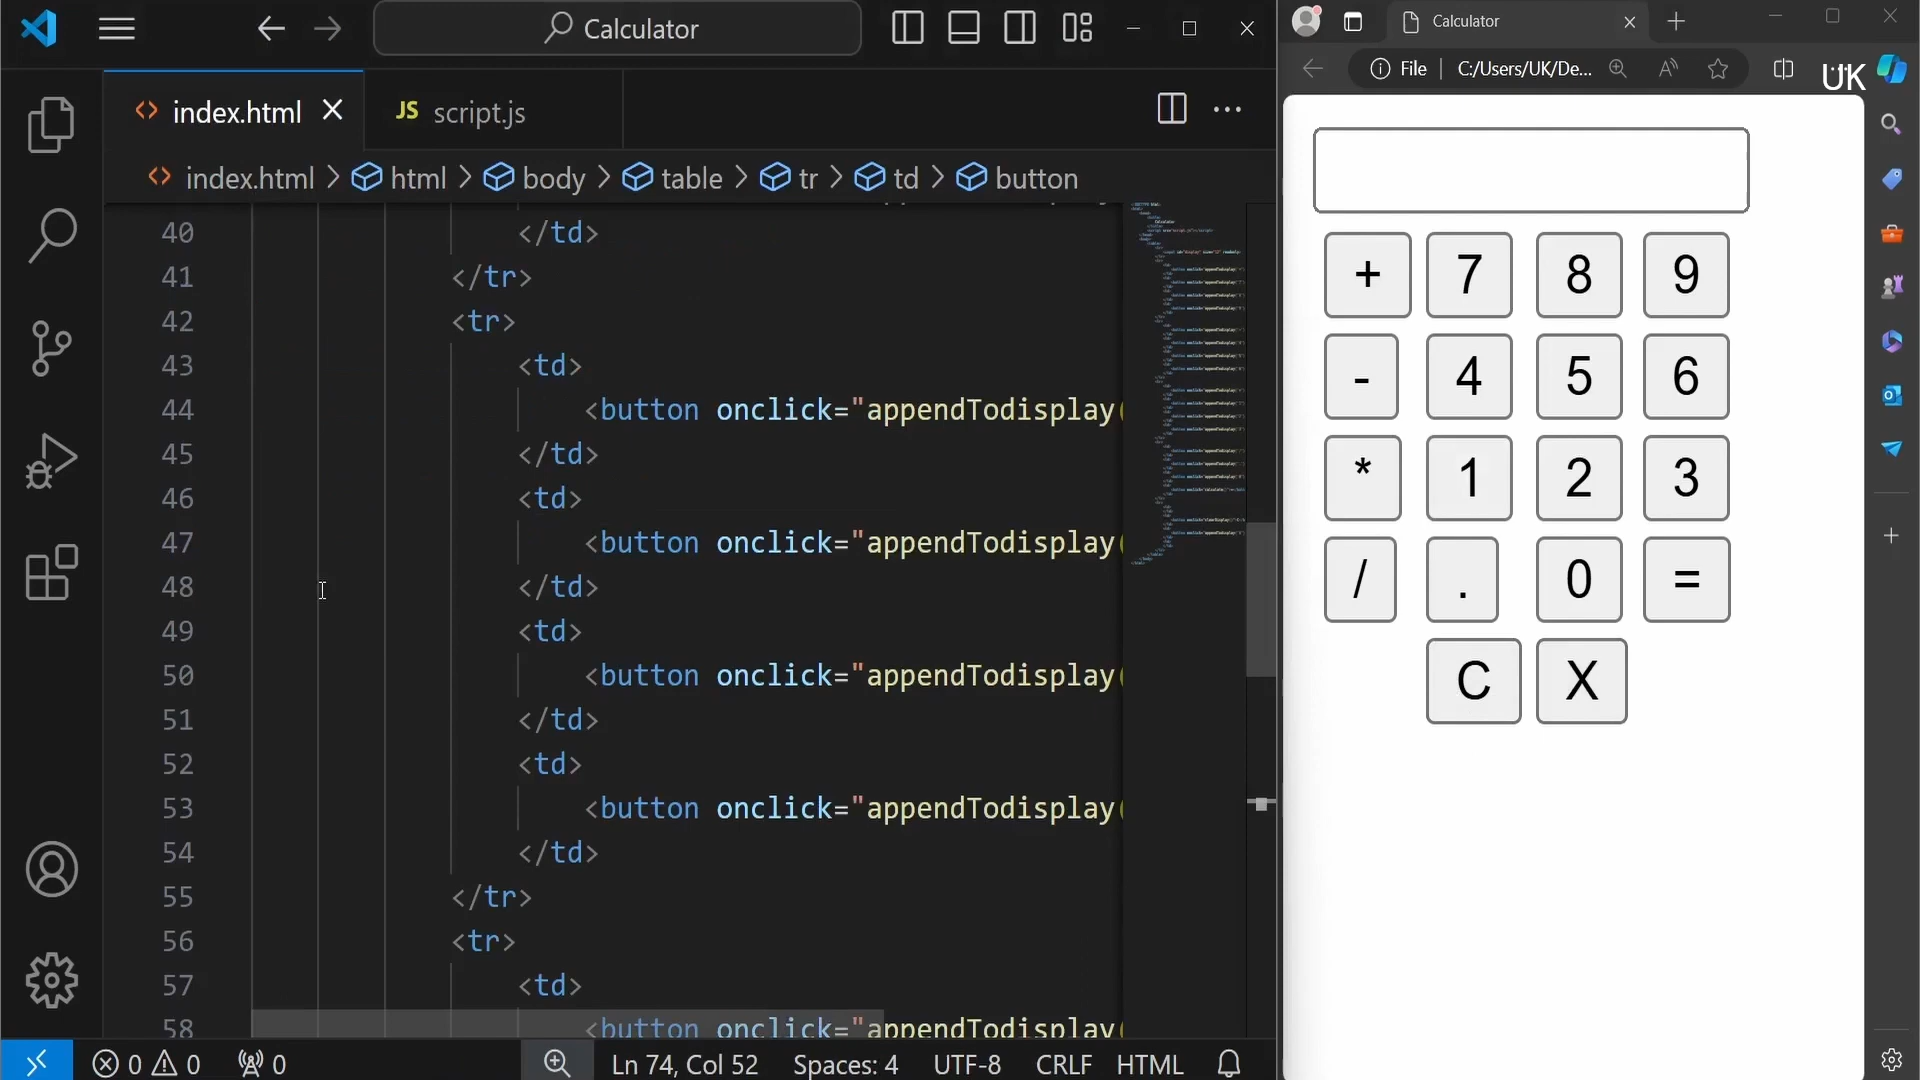 Calculator
index.html
JS script.js
index.html > html > body > table > tr > td > button
40 </td>
41 </tr>
42 <tr>
43 <td>
44 <button onclick="appendTodisplay(
45 </td>
46 <td>
47 <button onclick="appendTodisplay(
48 </td>
49 <td>
50 <button onclick="appendTodisplay(
51 </td>
52 <td>
53 <button onclick="appendTodisplay(
54 </td>
55 </tr>
56 <tr>
57 <td>
58 <button onclick="appendTodisplay(
0 0 0 Ln 74, Col 52 Spaces: 4 UTF-8 CRLF HTML
Calculator
File C:/Users/UK/De...
UK
+ 7 8 9
- 4 5 6
* 1 2 3
/ . 0 =
C X